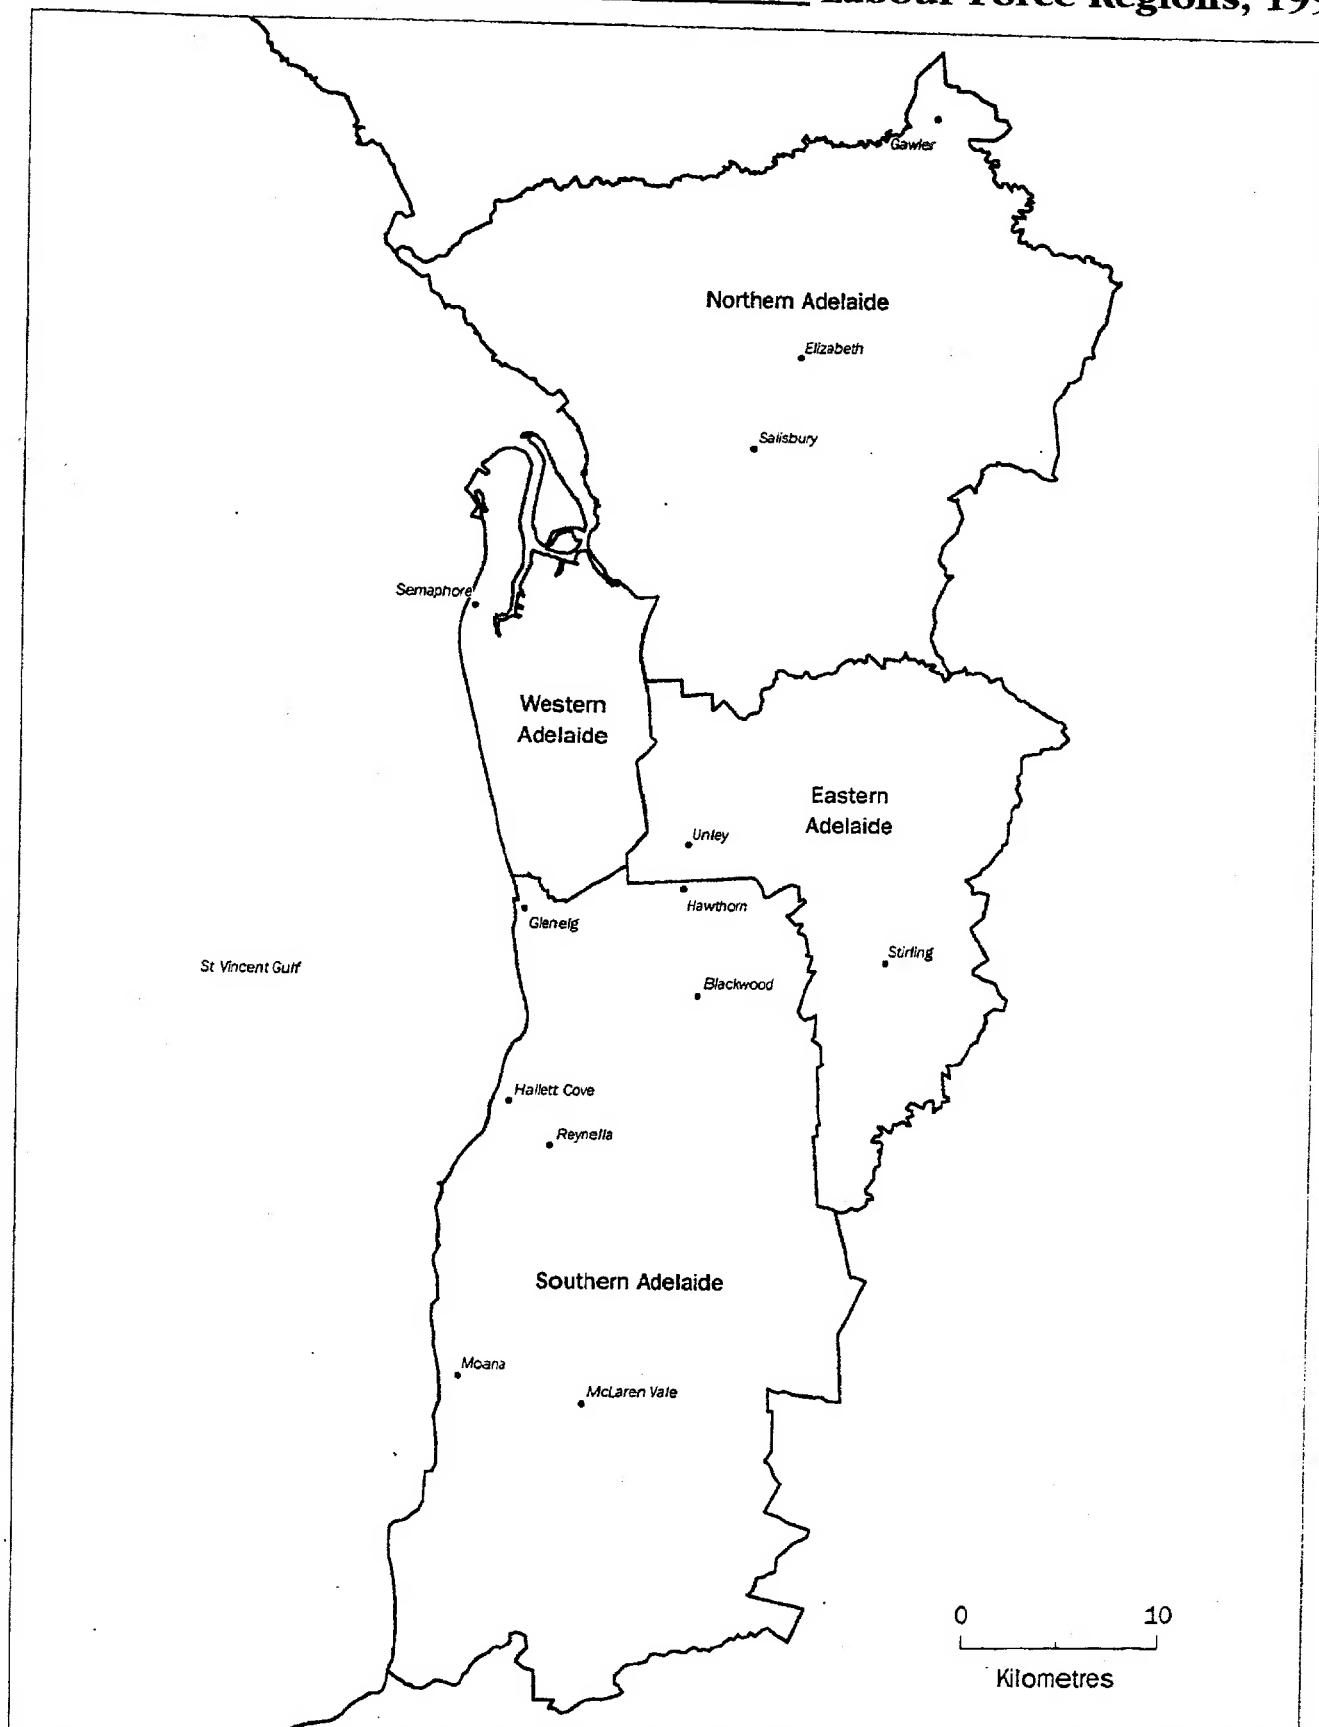 Labour Force Regions, 199
Gawler
Northern Adelaide
Elizabeth
Salisbury
Semaphore
Western
Adelaide
Eastern
Adelaide
Unley
Hawthorn
Glenelg
Stirling
St Vincent Gulf
Blackwood
Hallett Cove
Reynella
Southern Adelaide
Moana
McLaren Vale
0 10
Kilometres